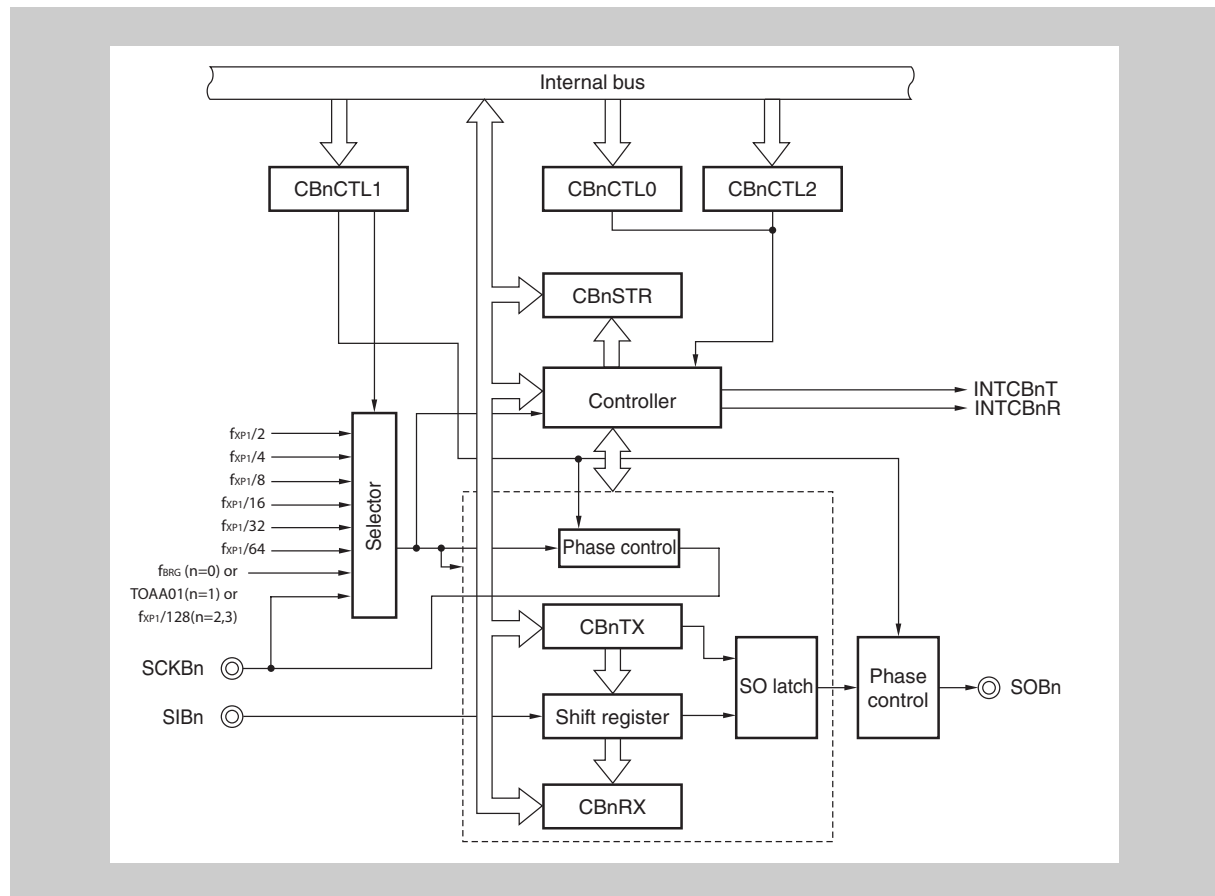 Internal bus
CBnCTL1
CBnCTL0
CBnCTL2
CBnSTR
Controller
INTCBnT
INTCBnR
fXP1/2
fXP1/4
fXP1/8
fXP1/16
fXP1/32
fXP1/64
fBRG (n=0) or
TOAA01(n=1) or
fXP1/128(n=2,3)
Selector
Phase control
SCKBn
SIBn
CBnTX
Shift register
CBnRX
SO latch
Phase
control
SOBn